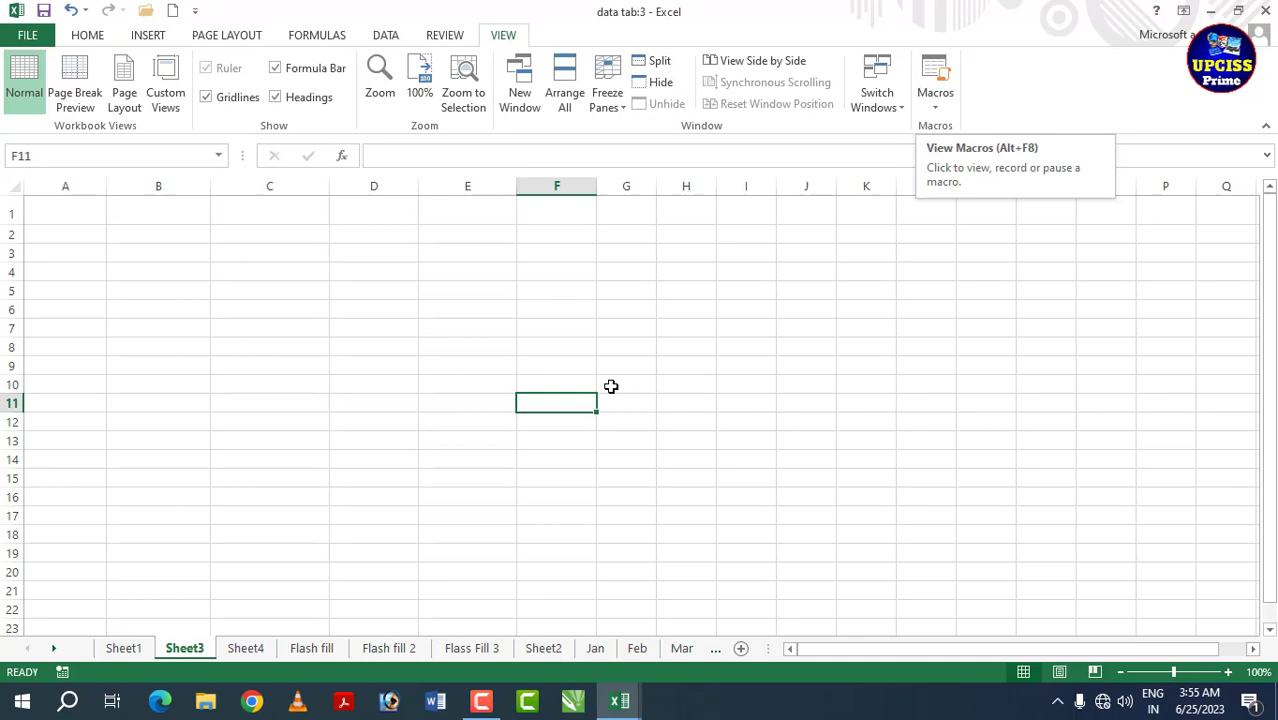 data tab:3 - Excel
FILE HOME INSERT PAGE LAYOUT FORMULAS DATA REVIEW VIEW Microsoft a
UPCISS
Prime
Normal
Page Break
Preview
Page
Layout
Custom
Views
Workbook Views
Ruler
Formula Bar
Gridlines
Headings
Show
Zoom
100
100%
Zoom to
Selection
Zoom
New
Window
Arrange
All
Freeze
Panes
Split
Hide
Unhide
View Side by Side
Synchronous Scrolling
Reset Window Position
Window
Switch
Windows
Macros
Macros
View Macros (Alt+F8)
Click to view, record or pause a
macro.
F11
fx
A B C D E F G H I J K P Q
1
2
3
4
5
6
7
8
9
10
11
12
13
14
15
16
17
18
19
20
21
22
23
Sheet1 Sheet3 Sheet4 Flash fill Flash fill 2 Flass Fill 3 Sheet2 Jan Feb Mar ...
READY 100%
ENG
IN
3:55 AM
6/25/2023
1